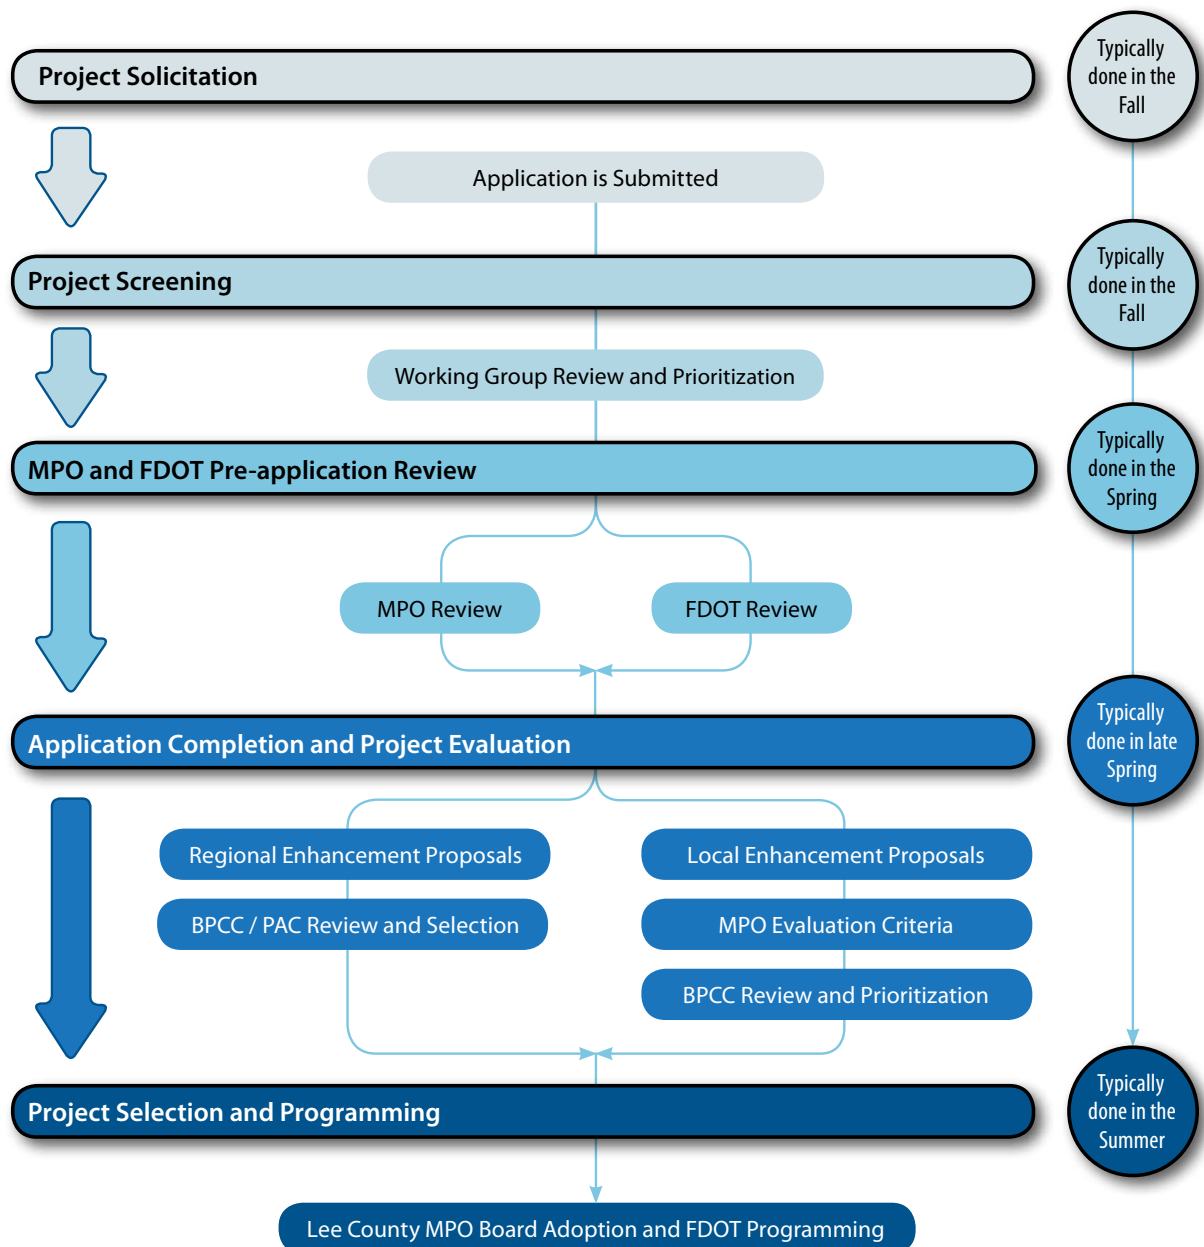 Project Solicitation
Typically
done in the
Fall
Application is Submitted
Project Screening
Typically
done in the
Fall
Working Group Review and Prioritization
MPO and FDOT Pre-application Review
Typically
done in the
Spring
MPO Review
FDOT Review
Application Completion and Project Evaluation
Typically
done in late
Spring
Regional Enhancement Proposals
Local Enhancement Proposals
BPCC / PAC Review and Selection
MPO Evaluation Criteria
BPCC Review and Prioritization
Project Selection and Programming
Typically
done in the
Summer
Lee County MPO Board Adoption and FDOT Programming